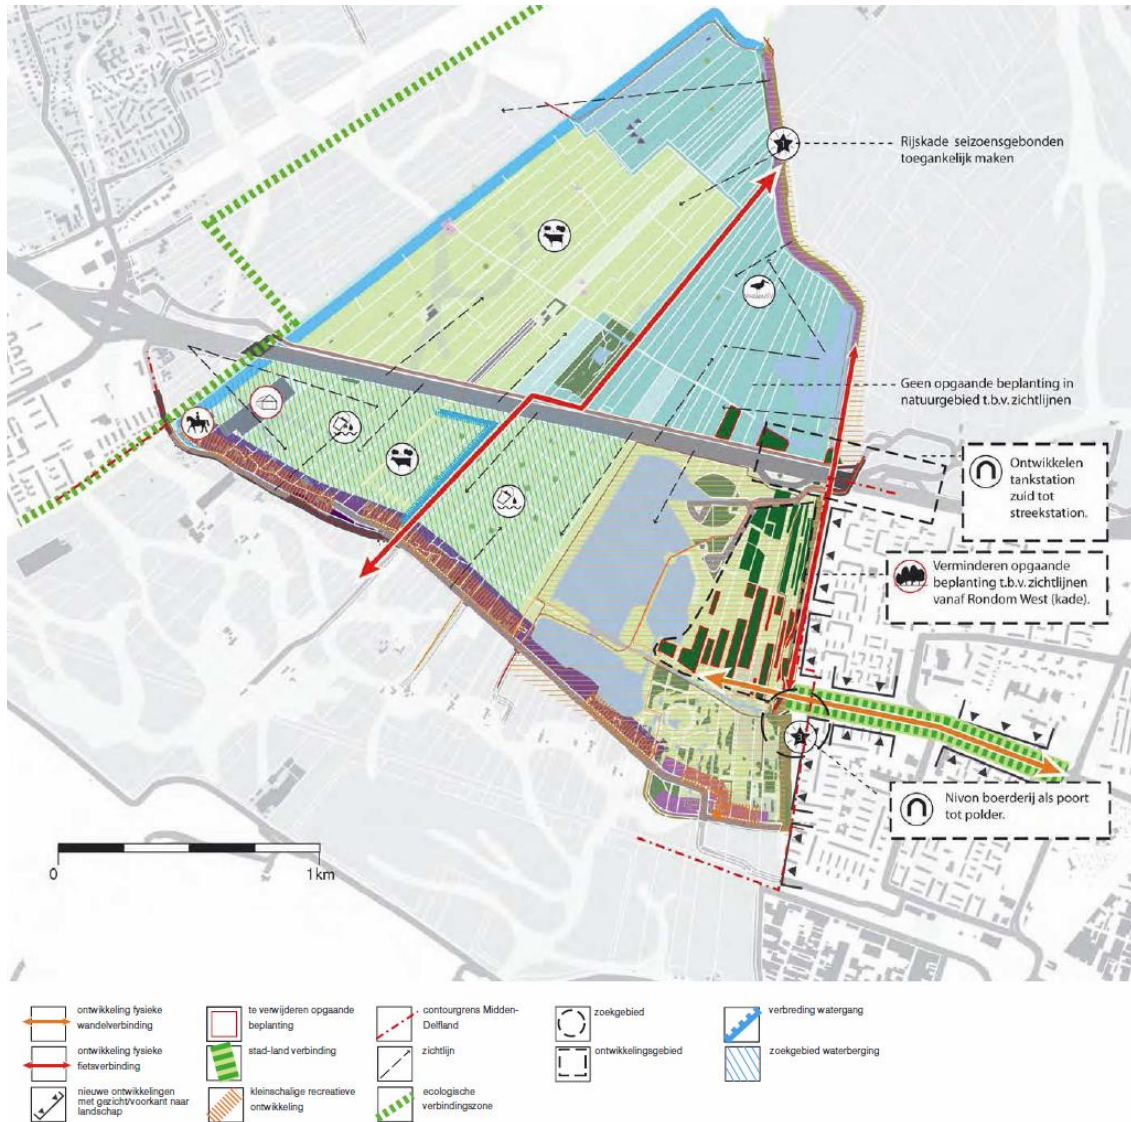 1
Rijskade seizoensgebonden
toegankelijk maken
Geen opgaande beplanting in
natuurgebied t.b.v. zichtlijnen
Ontwikkelen
tankstation
zuid tot
streekstation.
Verminderen opgaande
beplanting t.b.v. zichtlijnen
vanaf Rondom West (kade).
3
Nivon boerderij als poort
tot polder.
0
1km
ontwikkeling fysieke
wandelverbinding
ontwikkeling fysieke
fietsverbinding
nieuwe ontwikkelingen
met gezicht/voorkant naar
landschap
te verwijderen opgaande
beplanting
stad-land verbinding
kleinschalige recreatieve
ontwikkeling
contourgrens Midden-
Delfland
zichtlijn
ecologische
verbindingszone
zoekgebied
ontwikkelingsgebied
verbreding watergang
zoekgebied waterberging